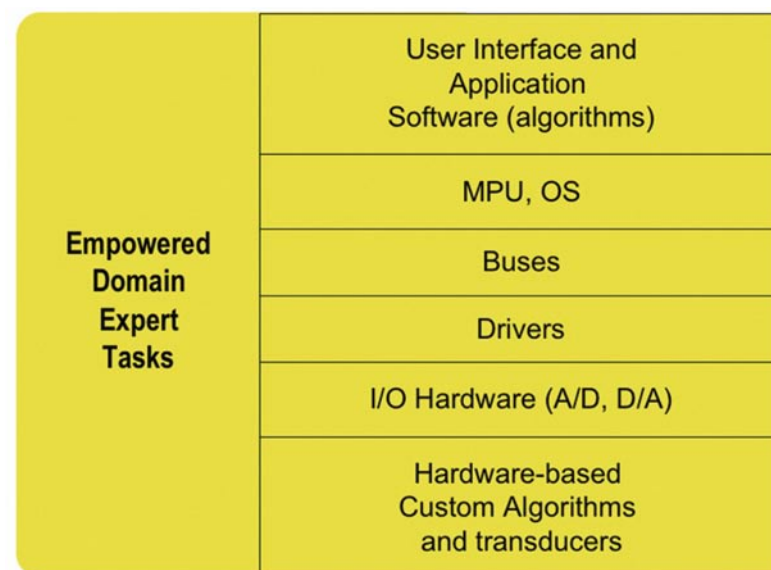 Empowered
Domain
Expert
Tasks
User Interface and
Application
Software (algorithms)
MPU, OS
Buses
Drivers
I/O Hardware (A/D, D/A)
Hardware-based
Custom Algorithms
and transducers